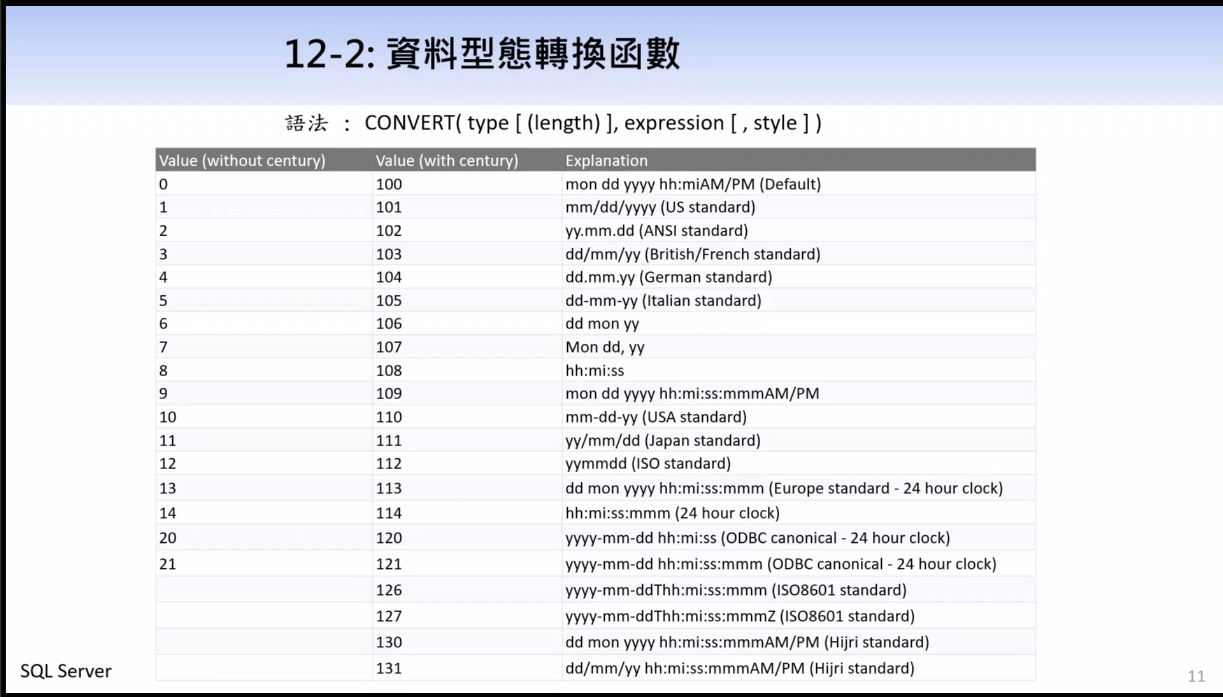 12-2: 資料型態轉換函數
語法 : CONVERT( type [ (length) ], expression [ , style ] )
Value (without century) Value (with century) Explanation
0 100 mon dd yyyy hh:miAM/PM (Default)
1 101 mm/dd/yyyy (US standard)
2 102 yy.mm.dd (ANSI standard)
3 103 dd/mm/yy (British/French standard)
4 104 dd.mm.yy (German standard)
5 105 dd-mm-yy (Italian standard)
6 106 dd mon yy
7 107 Mon dd, yy
8 108 hh:mi:ss
9 109 mon dd yyyy hh:mi:ss:mmmAM/PM
10 110 mm-dd-yy (USA standard)
11 111 yy/mm/dd (Japan standard)
12 112 yymmdd (ISO standard)
13 113 dd mon yyyy hh:mi:ss:mmm (Europe standard - 24 hour clock)
14 114 hh:mi:ss:mmm (24 hour clock)
20 120 yyyy-mm-dd hh:mi:ss (ODBC canonical - 24 hour clock)
21 121 yyyy-mm-dd hh:mi:ss:mmm (ODBC canonical - 24 hour clock)
126 yyyy-mm-ddThh:mi:ss:mmm (ISO8601 standard)
127 yyyy-mm-ddThh:mi:ss:mmmZ (ISO8601 standard)
130 dd mon yyyy hh:mi:ss:mmmAM/PM (Hijri standard)
131 dd/mm/yy hh:mi:ss:mmmAM/PM (Hijri standard)
SQL Server
11